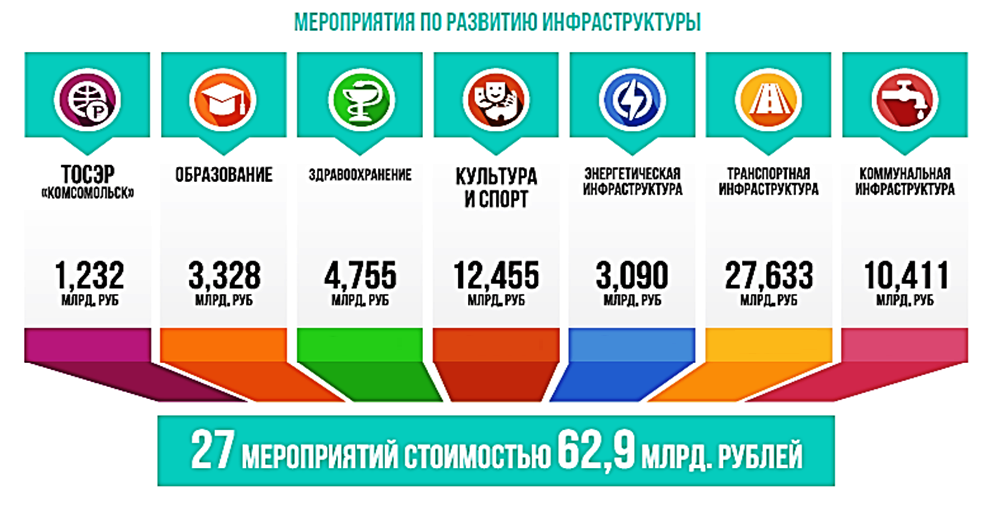 МЕРОПРИЯТИЯ ПО РАЗВИТИЮ ИНФРАСТРУКТУРЫ
Р
ТОСЭР
«КОМСОМОЛЬСК»
1,232
МЛРД. РУБ
ОБРАЗОВАНИЕ
3,328
МЛРД. РУБ
ЗДРАВООХРАНЕНИЕ
4,755
МЛРД. РУБ
КУЛЬТУРА
И СПОРТ
12,455
МЛРД. РУБ
ЭНЕРГЕТИЧЕСКАЯ
ИНФРАСТРУКТУРА
3,090
МЛРД. РУБ
ТРАНСПОРТНАЯ
ИНФРАСТРУКТУРА
27,633
МЛРД. РУБ
КОММУНАЛЬНАЯ
ИНФРАСТРУКТУРА
10,411
МЛРД. РУБ
27 МЕРОПРИЯТИЙ СТОИМОСТЬЮ 62,9 МЛРД. РУБЛЕЙ